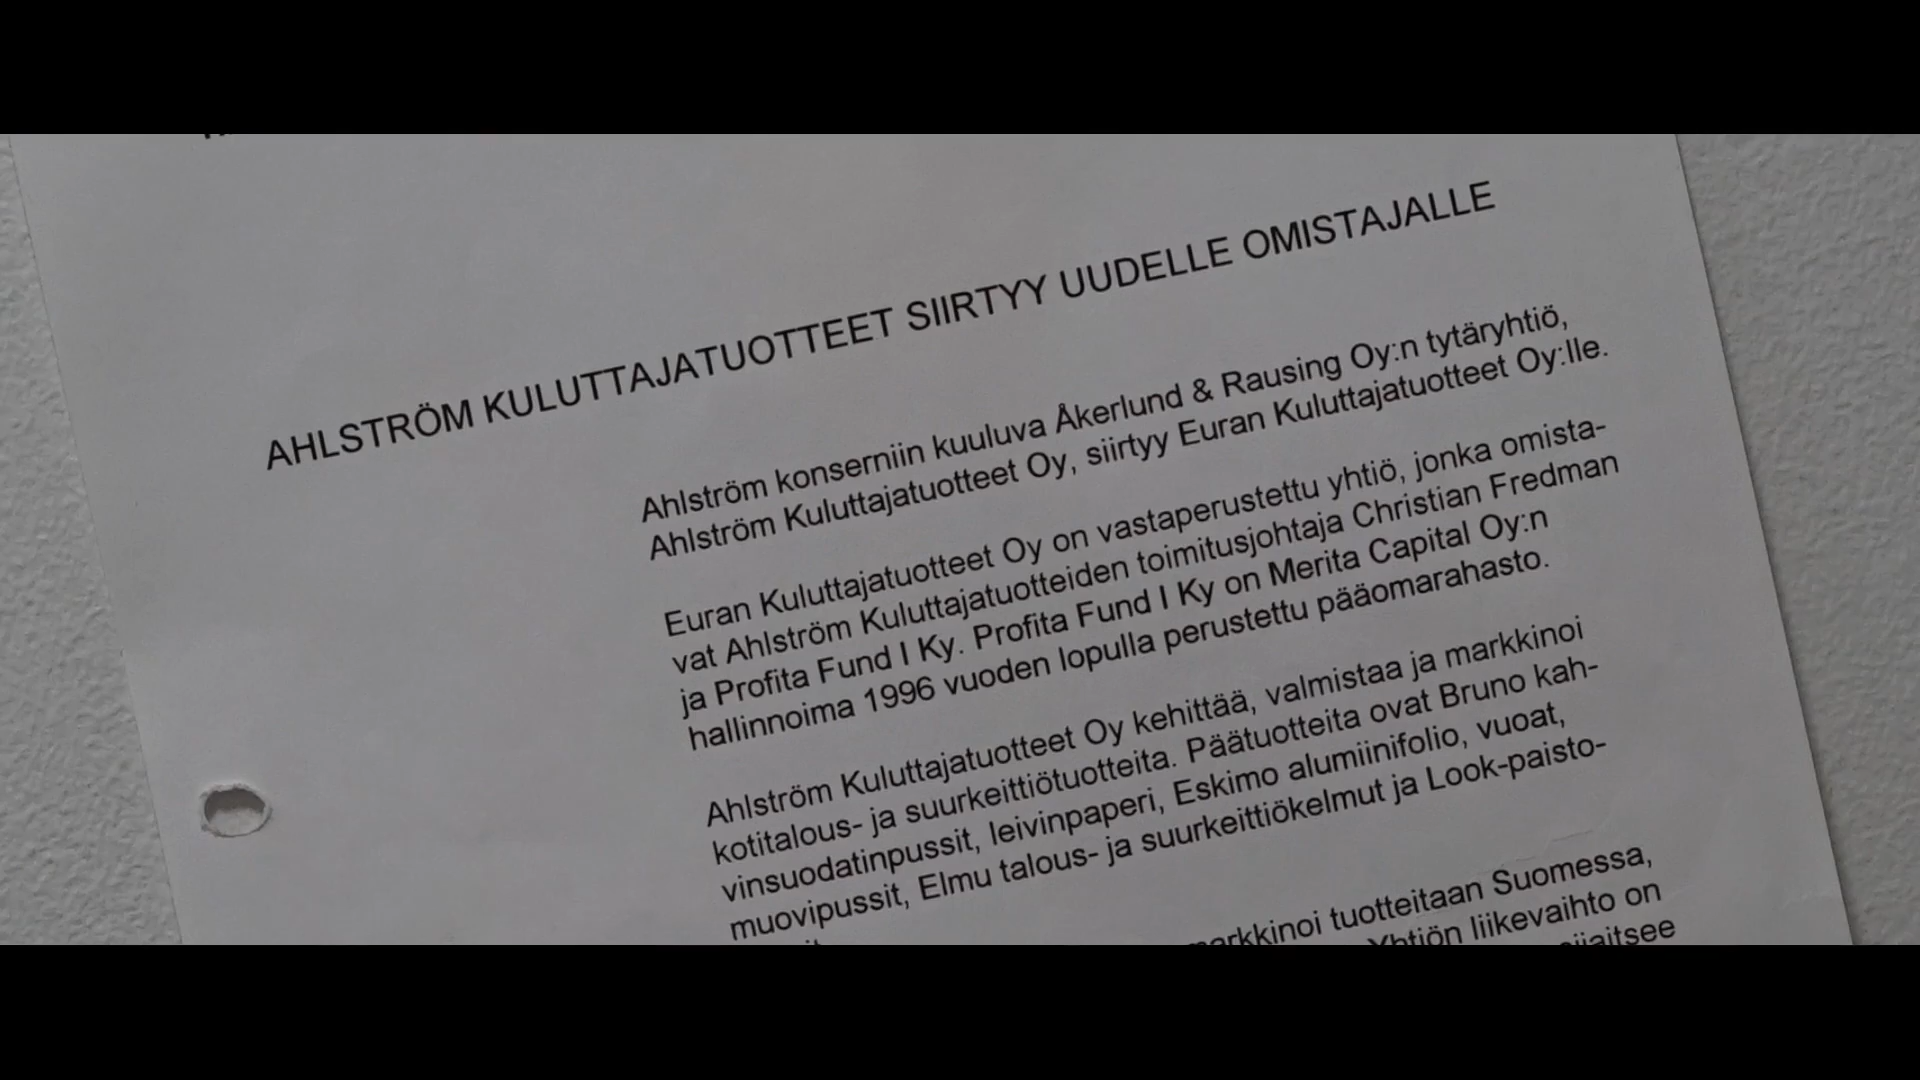 AHLSTRÖM KULUTTAJATUOTTEET SIIRTYY UUDELLE OMISTAJALLE
Ahlström konserniin kuuluva Åkerlund & Rausing Oy:n tytäryhtiö,
Ahlström Kuluttajatuotteet Oy, siirtyy Euran Kuluttajatuotteet Oy:lle.
Euran Kuluttajatuotteet Oy on vastaperustettu yhtiö, jonka omista-
vat Ahlström Kuluttajatuotteiden toimitusjohtaja Christian Fredman
ja Profita Fund I Ky. Profita Fund I Ky on Merita Capital Oy:n
hallinnoima 1996 vuoden lopulla perustettu pääomarahasto.
Ahlström Kuluttajatuotteet Oy kehittää, valmistaa ja markkinoi
kotitalous- ja suurkeittiötuotteita. Päätuotteita ovat Bruno kah-
vinsuodatinpussit, leivinpaperi, Eskimo alumiinifolio, vuoat,
muovipussit, Elmu talous- ja suurkeittiökelmut ja Look-paisto-
markkinoi tuotteitaan Suomessa,
Yhtiön liikevaihto on
sijaitsee